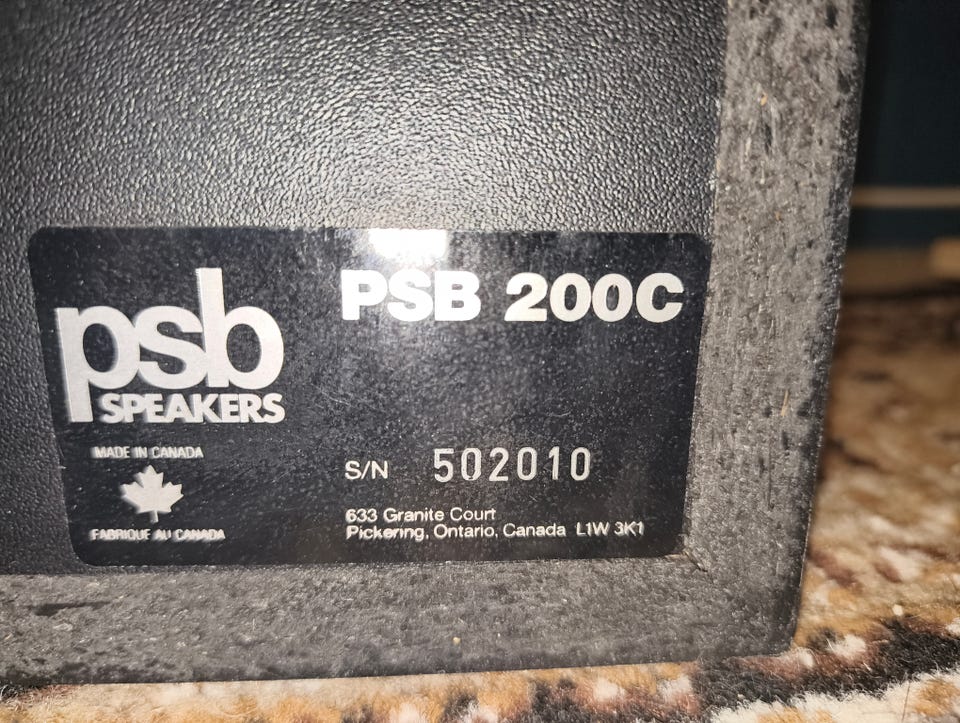 psb
SPEAKERS
MADE IN CANADA
FABRIQUE AU CANADA
PSB 200C
S/N 502010
633 Granite Court
Pickering, Ontario, Canada L1W 3K1